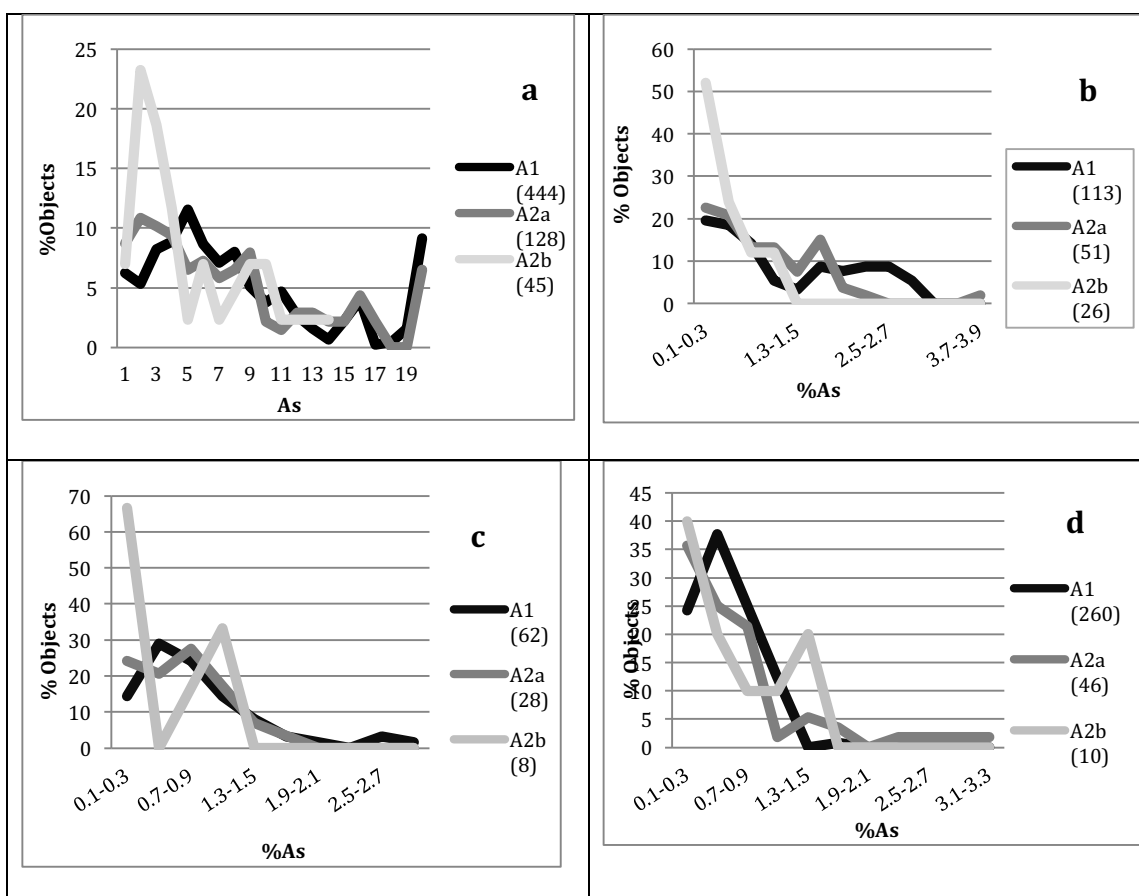 25
20
15
10
5
0
%Objects
1 3 5 7 9 11 13 15 17 19
As
a
A1
(444)
A2a
(128)
A2b
(45)
60
50
40
30
20
10
0
% Objects
0.1-0.3
1.3-1.5
2.5-2.7
3.7-3.9
%As
b
A1
(113)
A2a
(51)
A2b
(26)
70
60
50
40
30
20
10
0
% Objects
0.1-0.3
0.7-0.9
1.3-1.5
1.9-2.1
2.5-2.7
%As
c
A1
(62)
A2a
(28)
A2b
(8)
45
40
35
30
25
20
15
10
5
0
% Objects
0.1-0.3
0.7-0.9
1.3-1.5
1.9-2.1
2.5-2.7
3.1-3.3
%As
d
A1
(260)
A2a
(46)
A2b
(10)